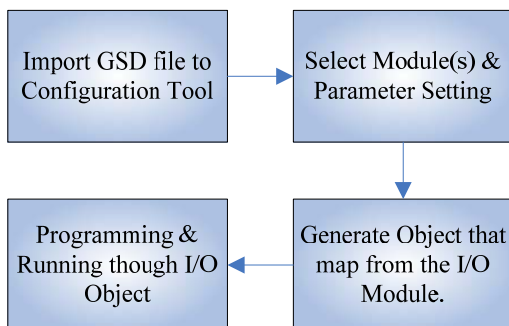 Import GSD file to
Configuration Tool
Select Module(s) &
Parameter Setting
Programming &
Running though I/O
Object
Generate Object that
map from the I/O
Module.